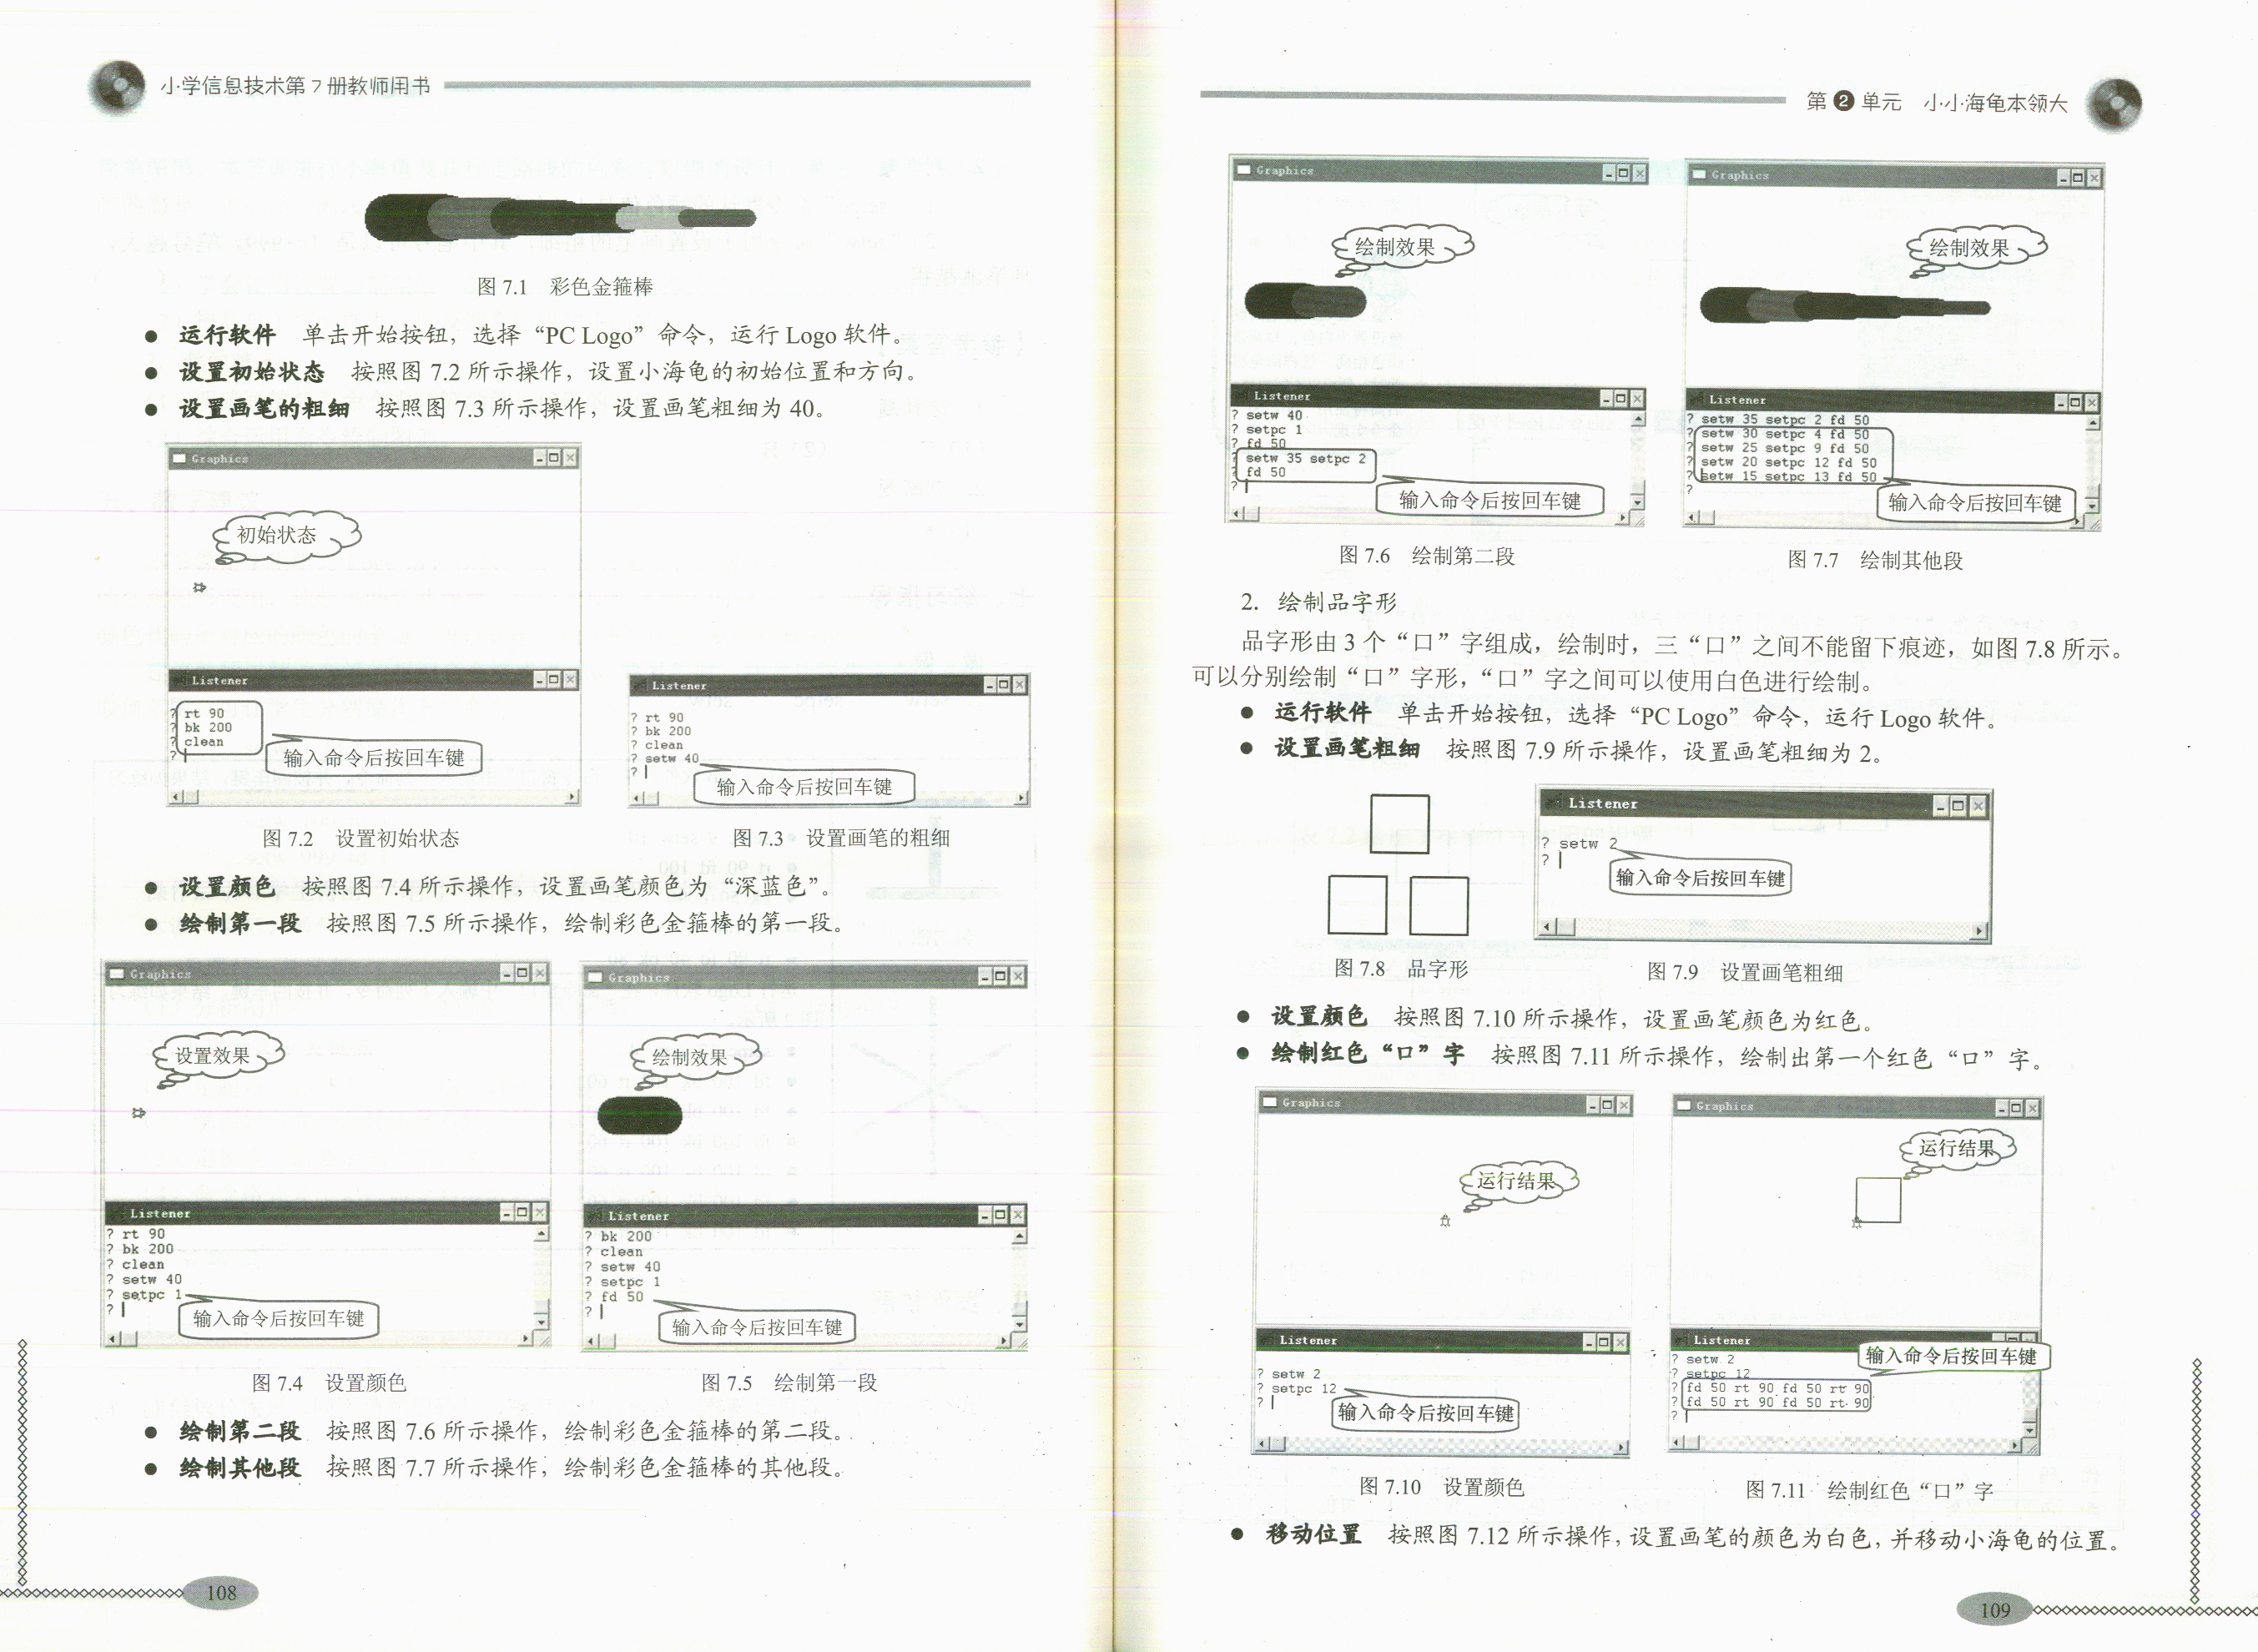 小学信息技术第 7 册教师用书
图 7.1 彩色金箍棒
● 运行软件 单击开始按钮，选择“PC Logo”命令，运行 Logo 软件。
● 设置初始状态 按照图 7.2 所示操作，设置小海龟的初始位置和方向。
● 设置画笔的粗细 按照图 7.3 所示操作，设置画笔粗细为 40。
Graphics
初始状态
Listener
? rt 90
? bk 200
? clean
?
输入命令后按回车键
图 7.2 设置初始状态
Listener
? rt 90
? bk 200
? clean
? setw 40
?
输入命令后按回车键
图 7.3 设置画笔的粗细
● 设置颜色 按照图 7.4 所示操作，设置画笔颜色为“深蓝色”。
● 绘制第一段 按照图 7.5 所示操作，绘制彩色金箍棒的第一段。
Graphics
设置效果
Listener
? rt 90
? bk 200
? clean
? setw 40
? setpc 1
?
输入命令后按回车键
图 7.4 设置颜色
Graphics
绘制效果
Listener
? bk 200
? clean
? setw 40
? setpc 1
? fd 50
?
输入命令后按回车键
图 7.5 绘制第一段
● 绘制第二段 按照图 7.6 所示操作，绘制彩色金箍棒的第二段。
● 绘制其他段 按照图 7.7 所示操作，绘制彩色金箍棒的其他段。
108
第 2 单元 小小海龟本领大
Graphics
绘制效果
Listener
? setw 40
? setpc 1
? fd 50
? setw 35 setpc 2
? fd 50
?
输入命令后按回车键
图 7.6 绘制第二段
Graphics
绘制效果
Listener
? setw 35 setpc 2 fd 50
? setw 30 setpc 4 fd 50
? setw 25 setpc 9 fd 50
? setw 20 setpc 12 fd 50
? setw 15 setpc 13 fd 50
?
输入命令后按回车键
图 7.7 绘制其他段
2. 绘制品字形
品字形由 3 个“口”字组成，绘制时，三“口”之间不能留下痕迹，如图 7.8 所示。
可以分别绘制“口”字形，“口”字之间可以使用白色进行绘制。
● 运行软件 单击开始按钮，选择“PC Logo”命令，运行 Logo 软件。
● 设置画笔粗细 按照图 7.9 所示操作，设置画笔粗细为 2。
图 7.8 品字形
Listener
? setw 2
?
输入命令后按回车键
图 7.9 设置画笔粗细
● 设置颜色 按照图 7.10 所示操作，设置画笔颜色为红色。
● 绘制红色“口”字 按照图 7.11 所示操作，绘制出第一个红色“口”字。
Graphics
运行结果
Listener
? setw 2
? setpc 12
?
输入命令后按回车键
图 7.10 设置颜色
Graphics
运行结果
Listener
输入命令后按回车键
? setw 2
? setpc 12
? fd 50 rt 90 fd 50 rt 90
? fd 50 rt 90 fd 50 rt 90
?
图 7.11 绘制红色“口”字
● 移动位置 按照图 7.12 所示操作，设置画笔的颜色为白色，并移动小海龟的位置。
109